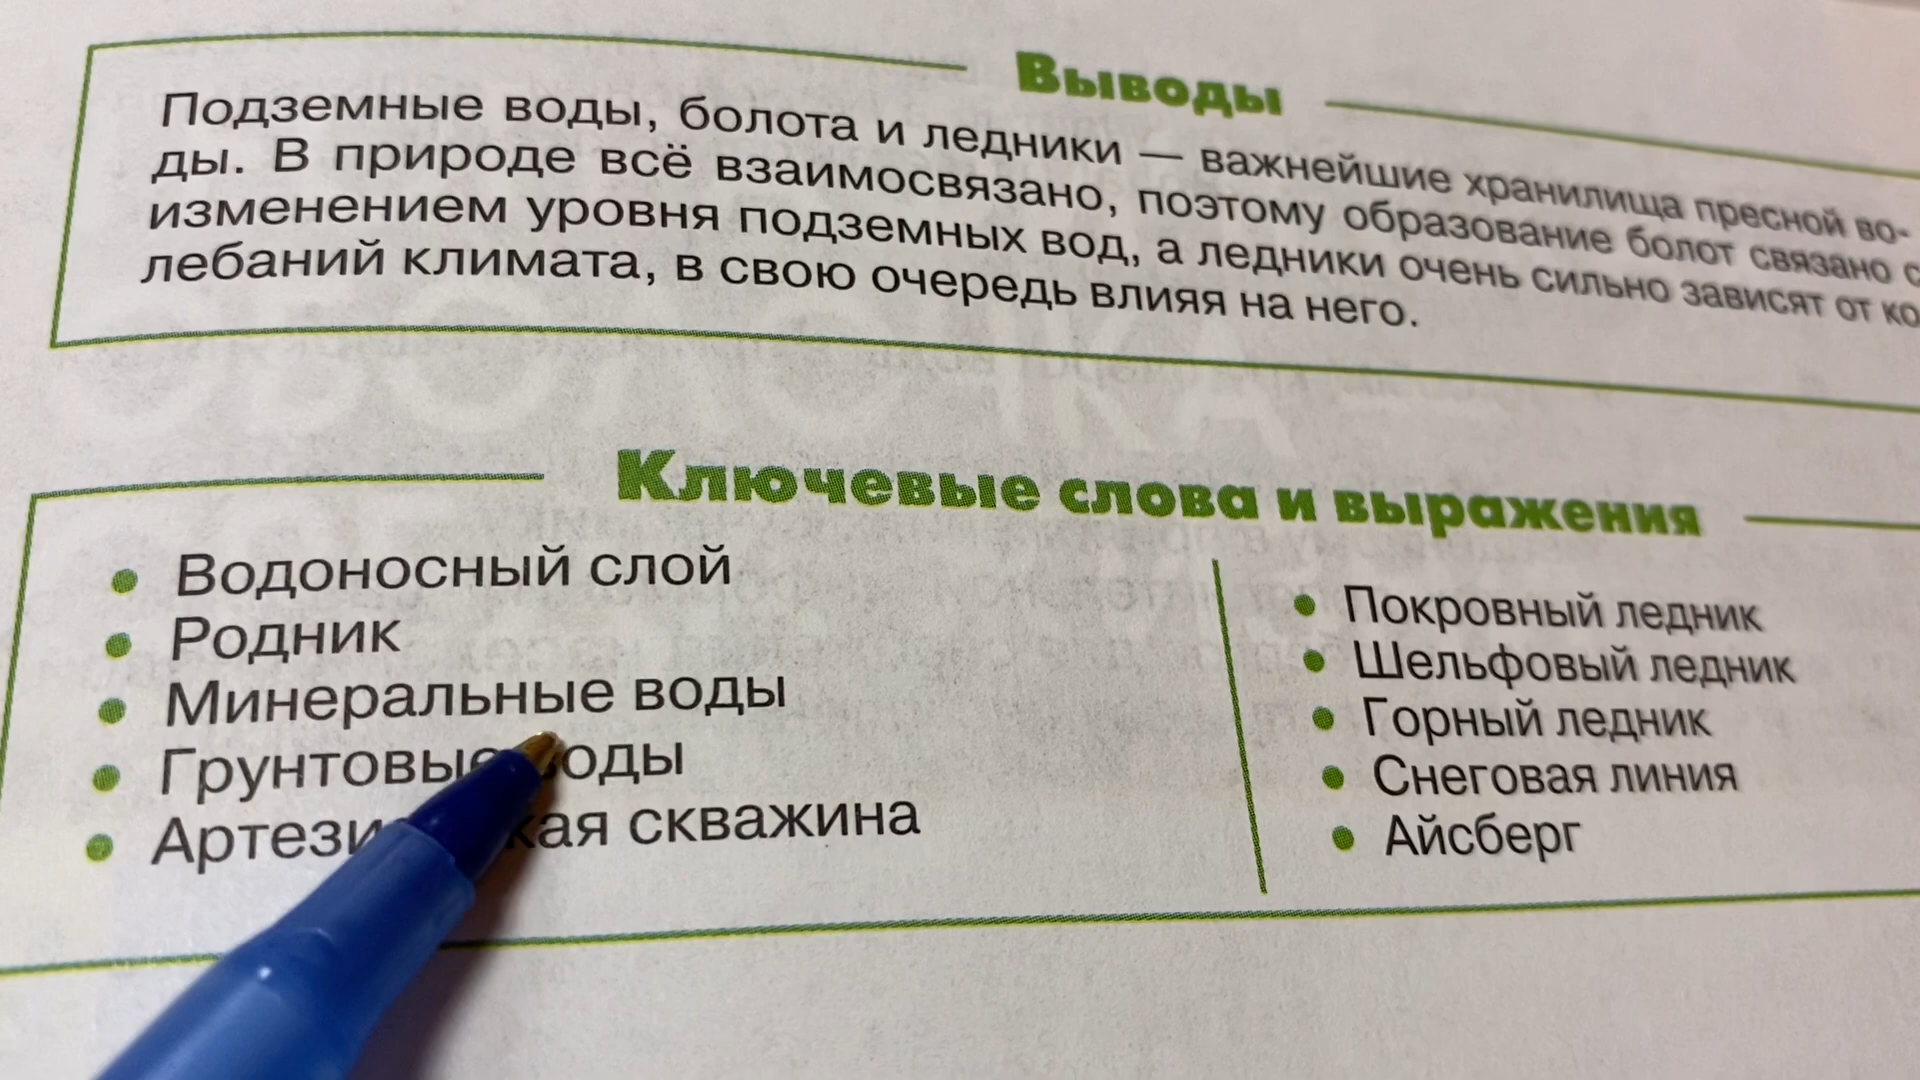 Выводы
Подземные воды, болота и ледники — важнейшие хранилища пресной во-
ды. В природе всё взаимосвязано, поэтому образование болот связано с
изменением уровня подземных вод, а ледники очень сильно зависят от ко
лебаний климата, в свою очередь влияя на него.
Ключевые слова и выражения
Водоносный слой
Родник
Минеральные воды
Грунтовые воды
скважина
Покровный ледник
Шельфовый ледник
Горный ледник
Снеговая линия
Айсберг